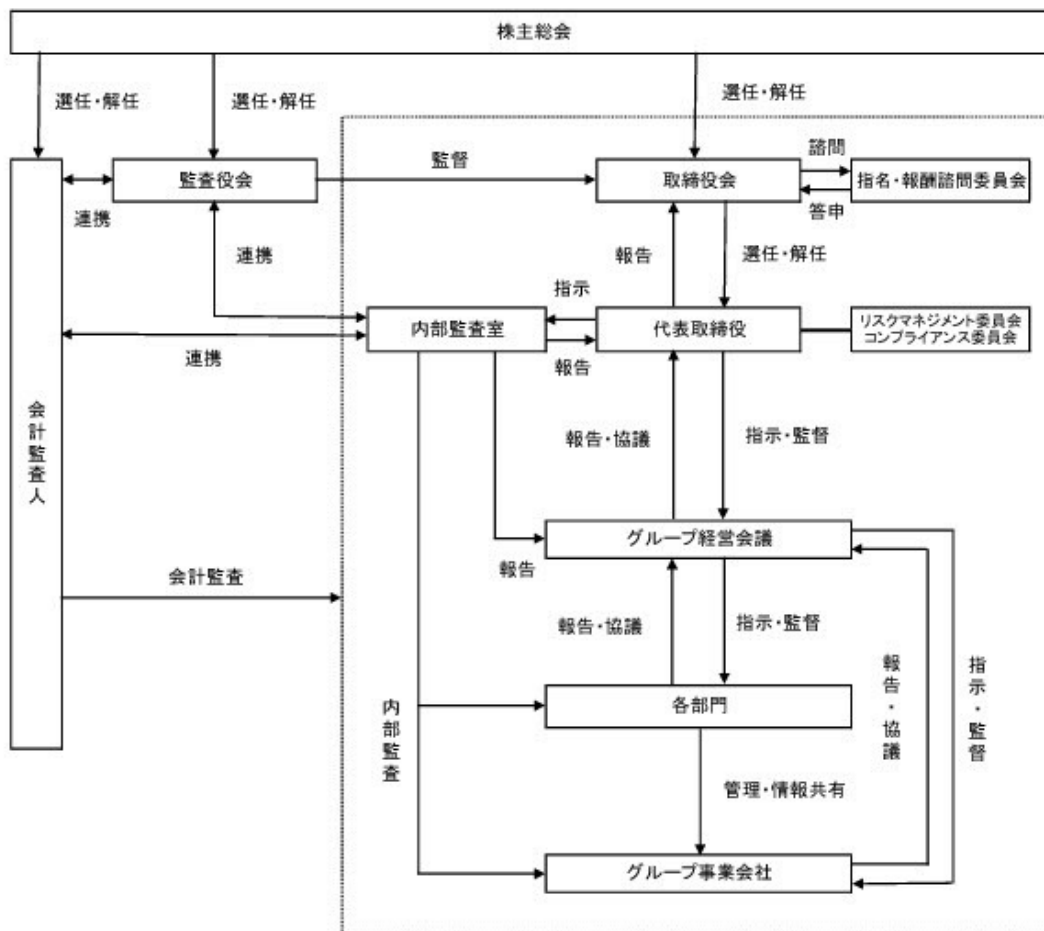 株主総会
選任・解任
選任・解任
選任・解任
監査役会
監督
取締役会
諮問
答申
指名・報酬諮問委員会
連携
連携
報告
選任・解任
指示
内部監査室
代表取締役
リスクマネジメント委員会
コンプライアンス委員会
連携
報告
会計監査人
報告・協議
指示・監督
グループ経営会議
報告
会計監査
報告・協議
指示・監督
報告・協議
指示・監督
各部門
内部監査
管理・情報共有
グループ事業会社